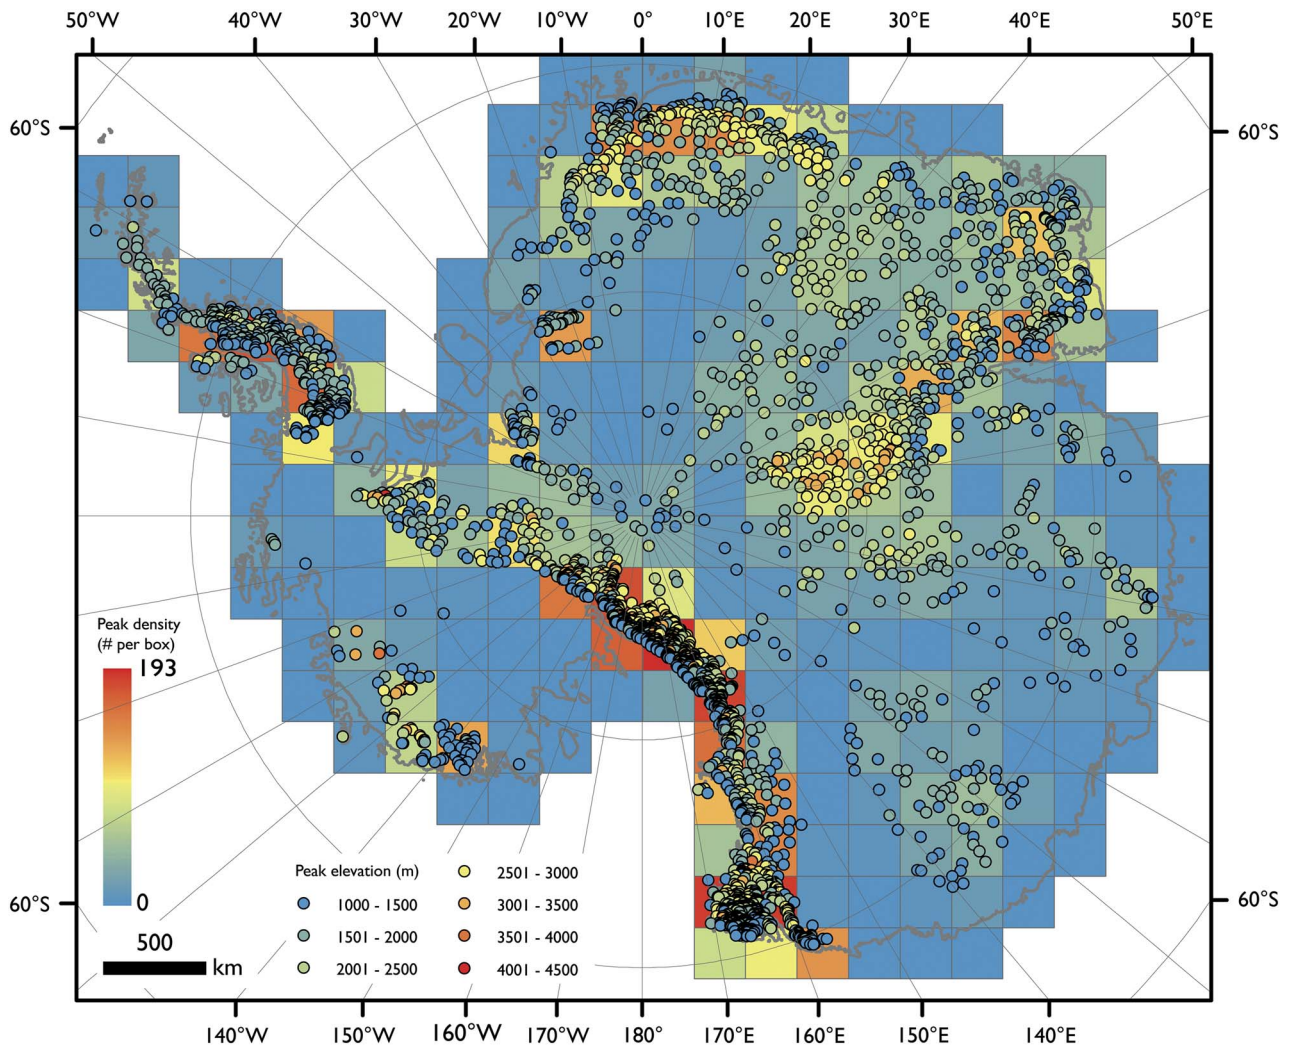 50°W 40°W 30°W 20°W 10°W 0° 10°E 20°E 30°E 40°E 50°E
60°S 60°S
Peak density
(# per box)
193
0
500
km
Peak elevation (m)
1000 - 1500
1501 - 2000
2001 - 2500
2501 - 3000
3001 - 3500
3501 - 4000
4001 - 4500
60°S 60°S
140°W 150°W 160°W 170°W 180° 170°E 160°E 150°E 140°E